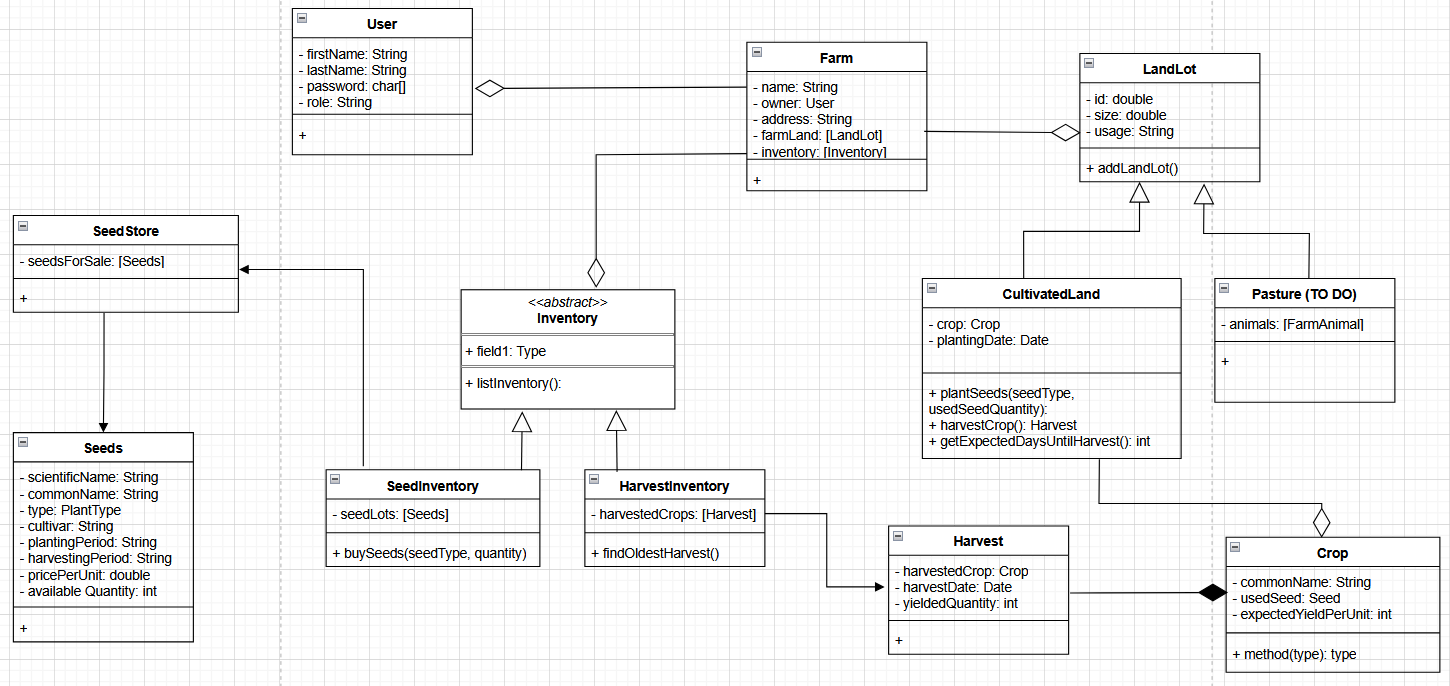 User
- firstName: String
- lastName: String
- password: char[]
- role: String
+
Farm
- name: String
- owner: User
- address: String
- farmLand: [LandLot]
- inventory: [Inventory]
+
LandLot
- id: double
- size: double
- usage: String
+ addLandLot()
SeedStore
- seedsForSale: [Seeds]
+
<<abstract>>
Inventory
+ field1: Type
+ listInventory():
CultivatedLand
- crop: Crop
- plantingDate: Date
+ plantSeeds(seedType,
usedSeedQuantity):
+ harvestCrop(): Harvest
+ getExpectedDaysUntilHarvest(): int
Pasture (TO DO)
- animals: [FarmAnimal]
+
Seeds
- scientificName: String
- commonName: String
- type: PlantType
- cultivar: String
- plantingPeriod: String
- harvestingPeriod: String
- pricePerUnit: double
- available Quantity: int
+
SeedInventory
- seedLots: [Seeds]
+ buySeeds(seedType, quantity)
HarvestInventory
- harvestedCrops: [Harvest]
+ findOldestHarvest()
Harvest
- harvestedCrop: Crop
- harvestDate: Date
- yieldedQuantity: int
+
Crop
- commonName: String
- usedSeed: Seed
- expectedYieldPerUnit: int
+ method(type): type